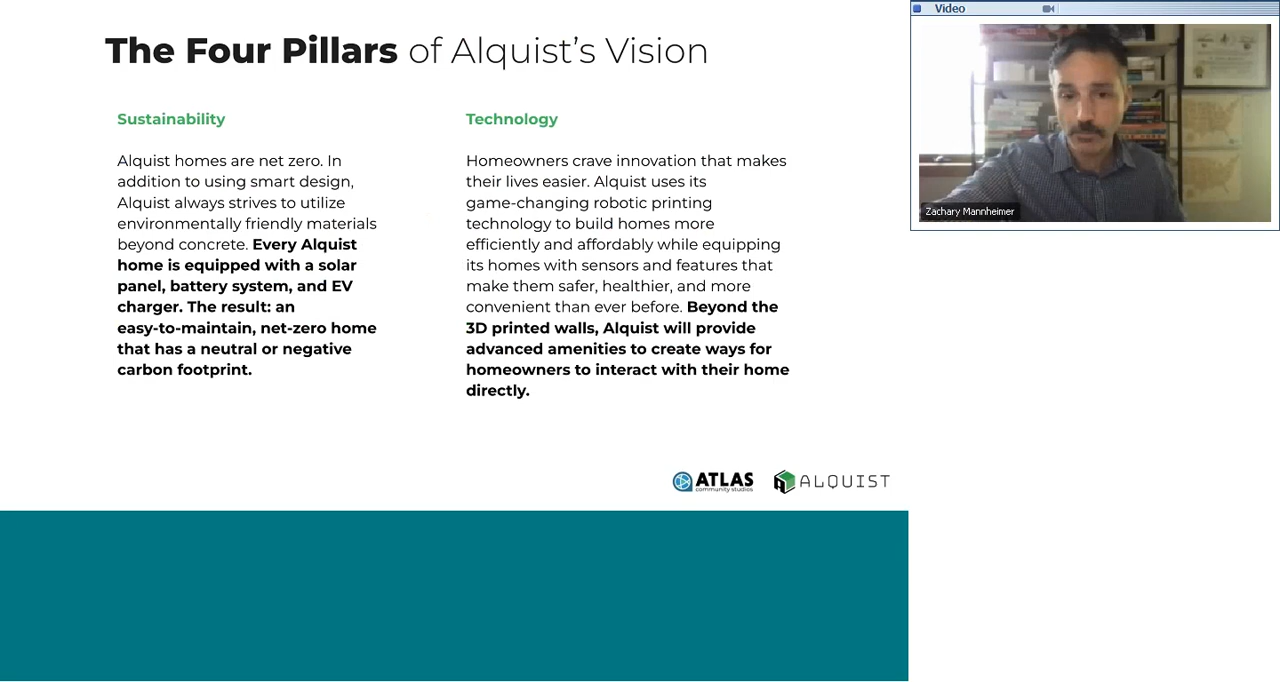 The Four Pillars of Alquist's Vision
Sustainability
Alquist homes are net zero. In
addition to using smart design,
Alquist always strives to utilize
environmentally friendly materials
beyond concrete. Every Alquist
home is equipped with a solar
panel, battery system, and EV
charger. The result: an
easy-to-maintain, net-zero home
that has a neutral or negative
carbon footprint.
Technology
Homeowners crave innovation that makes
their lives easier. Alquist uses its
game-changing robotic printing
technology to build homes more
efficiently and affordably while equipping
its homes with sensors and features that
make them safer, healthier, and more
convenient than ever before. Beyond the
3D printed walls, Alquist will provide
advanced amenities to create ways for
homeowners to interact with their home
directly.
ATLAS
community studios
ALQUIST
Video
Zachary Mannheimer